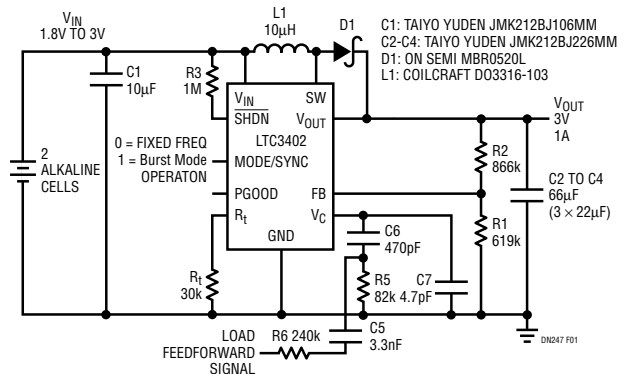 VIN
1.8V TO 3V
L1
10µH
D1
C1: TAIYO YUDEN JMK212BJ106MM
C2-C4: TAIYO YUDEN JMK212BJ226MM
D1: ON SEMI MBR0520L
L1: COILCRAFT DO3316-103
C1
10µF
R3
1M
VIN
SW
SHDN
VOUT
LTC3402
MODE/SYNC
PGOOD
FB
Rt
VC
GND
0 = FIXED FREQ
1 = Burst Mode
OPERATON
2
ALKALINE
CELLS
VOUT
3V
1A
R2
866k
R1
619k
C2 TO C4
66µF
(3 × 22µF)
C6
470pF
R5
82k
C7
4.7pF
Rt
30k
LOAD
FEEDFORWARD
SIGNAL
R6 240k
C5
3.3nF
DN247 F01